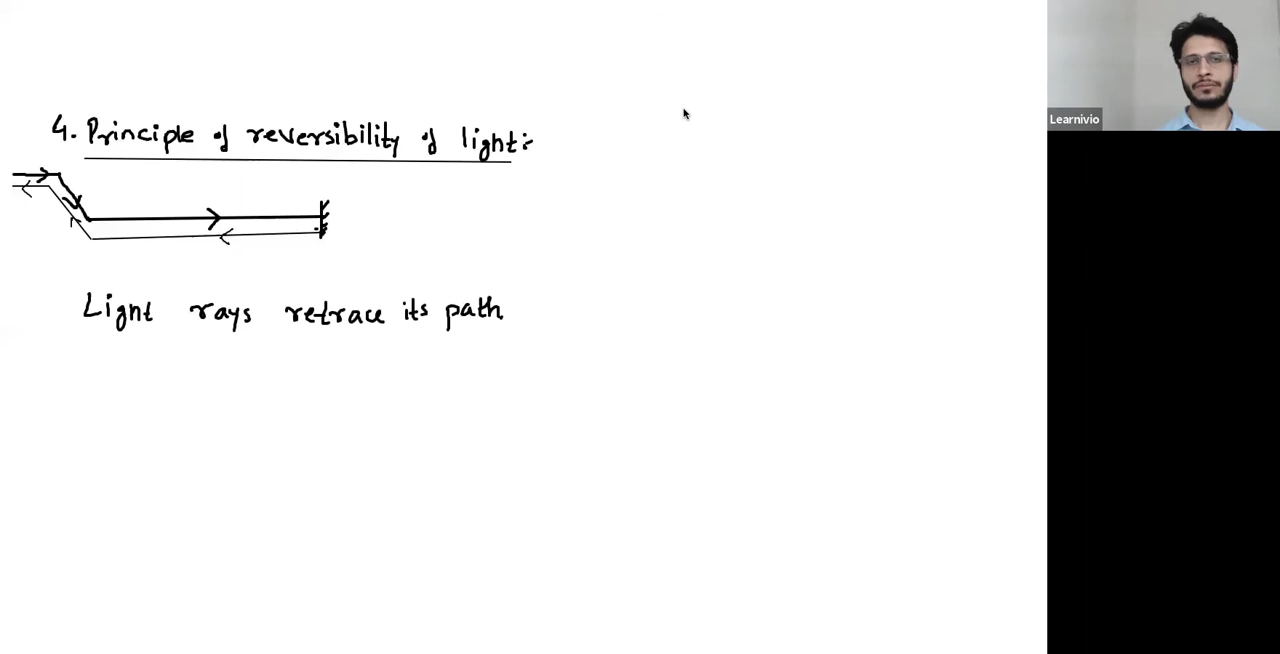 4. Principle of reversibility of light:-
Light rays retrace its path.
Learnivio